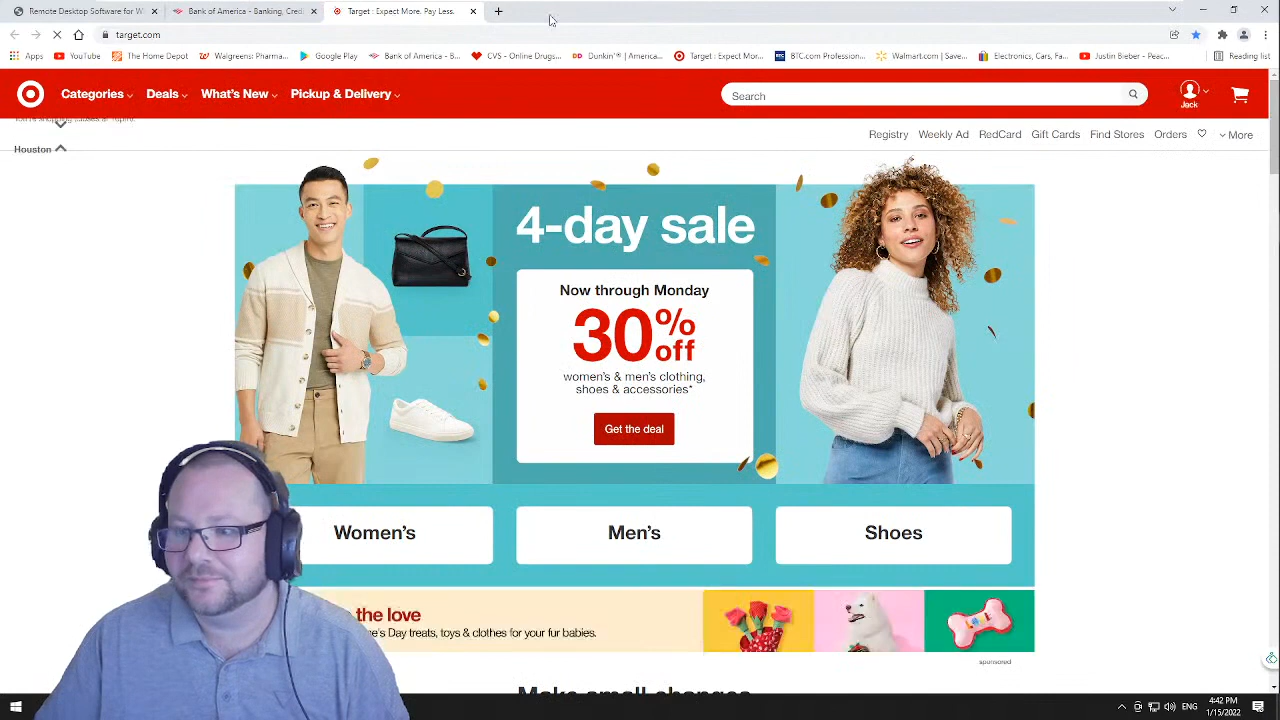 Remote Desktop Software for W
Bank of America - Banking, Credi
Target : Expect More. Pay Less.
target.com
Apps
YouTube
The Home Depot
Walgreens: Pharma...
Google Play
Bank of America - B...
CVS - Online Drugs...
Dunkin'® | America...
Target : Expect Mor...
BTC.com Profession...
Walmart.com | Save...
Electronics, Cars, Fa...
Justin Bieber - Peac...
Reading list
Categories
Deals
What's New
Pickup & Delivery
Search
Jack
Houston
Registry
Weekly Ad
RedCard
Gift Cards
Find Stores
Orders
More
4-day sale
Now through Monday
30% off
women's & men's clothing,
shoes & accessories*
Get the deal
Women's
Men's
Shoes
the love
Day treats, toys & clothes for your fur babies.
sponsored
Make small changes
4:42 PM
ENG
1/15/2022